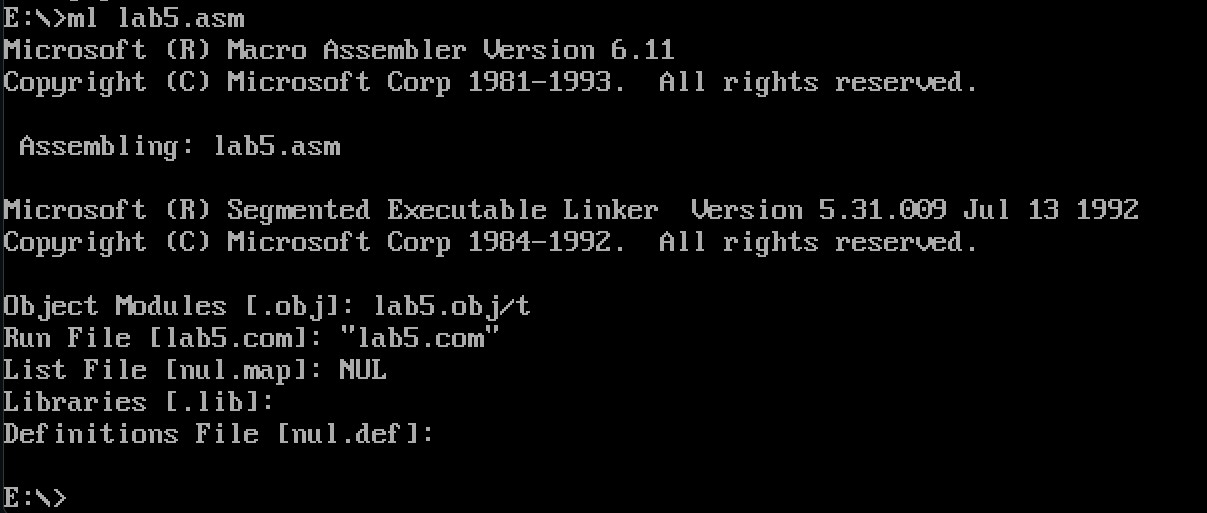 E:\>ml lab5.asm
Microsoft (R) Macro Assembler Version 6.11
Copyright (C) Microsoft Corp 1981-1993.  All rights reserved.
 Assembling: lab5.asm
Microsoft (R) Segmented Executable Linker  Version 5.31.009 Jul 13 1992
Copyright (C) Microsoft Corp 1984-1992.  All rights reserved.
Object Modules [.obj]: lab5.obj/t
Run File [lab5.com]: "lab5.com"
List File [nul.map]: NUL
Libraries [.lib]:
Definitions File [nul.def]:
E:\>